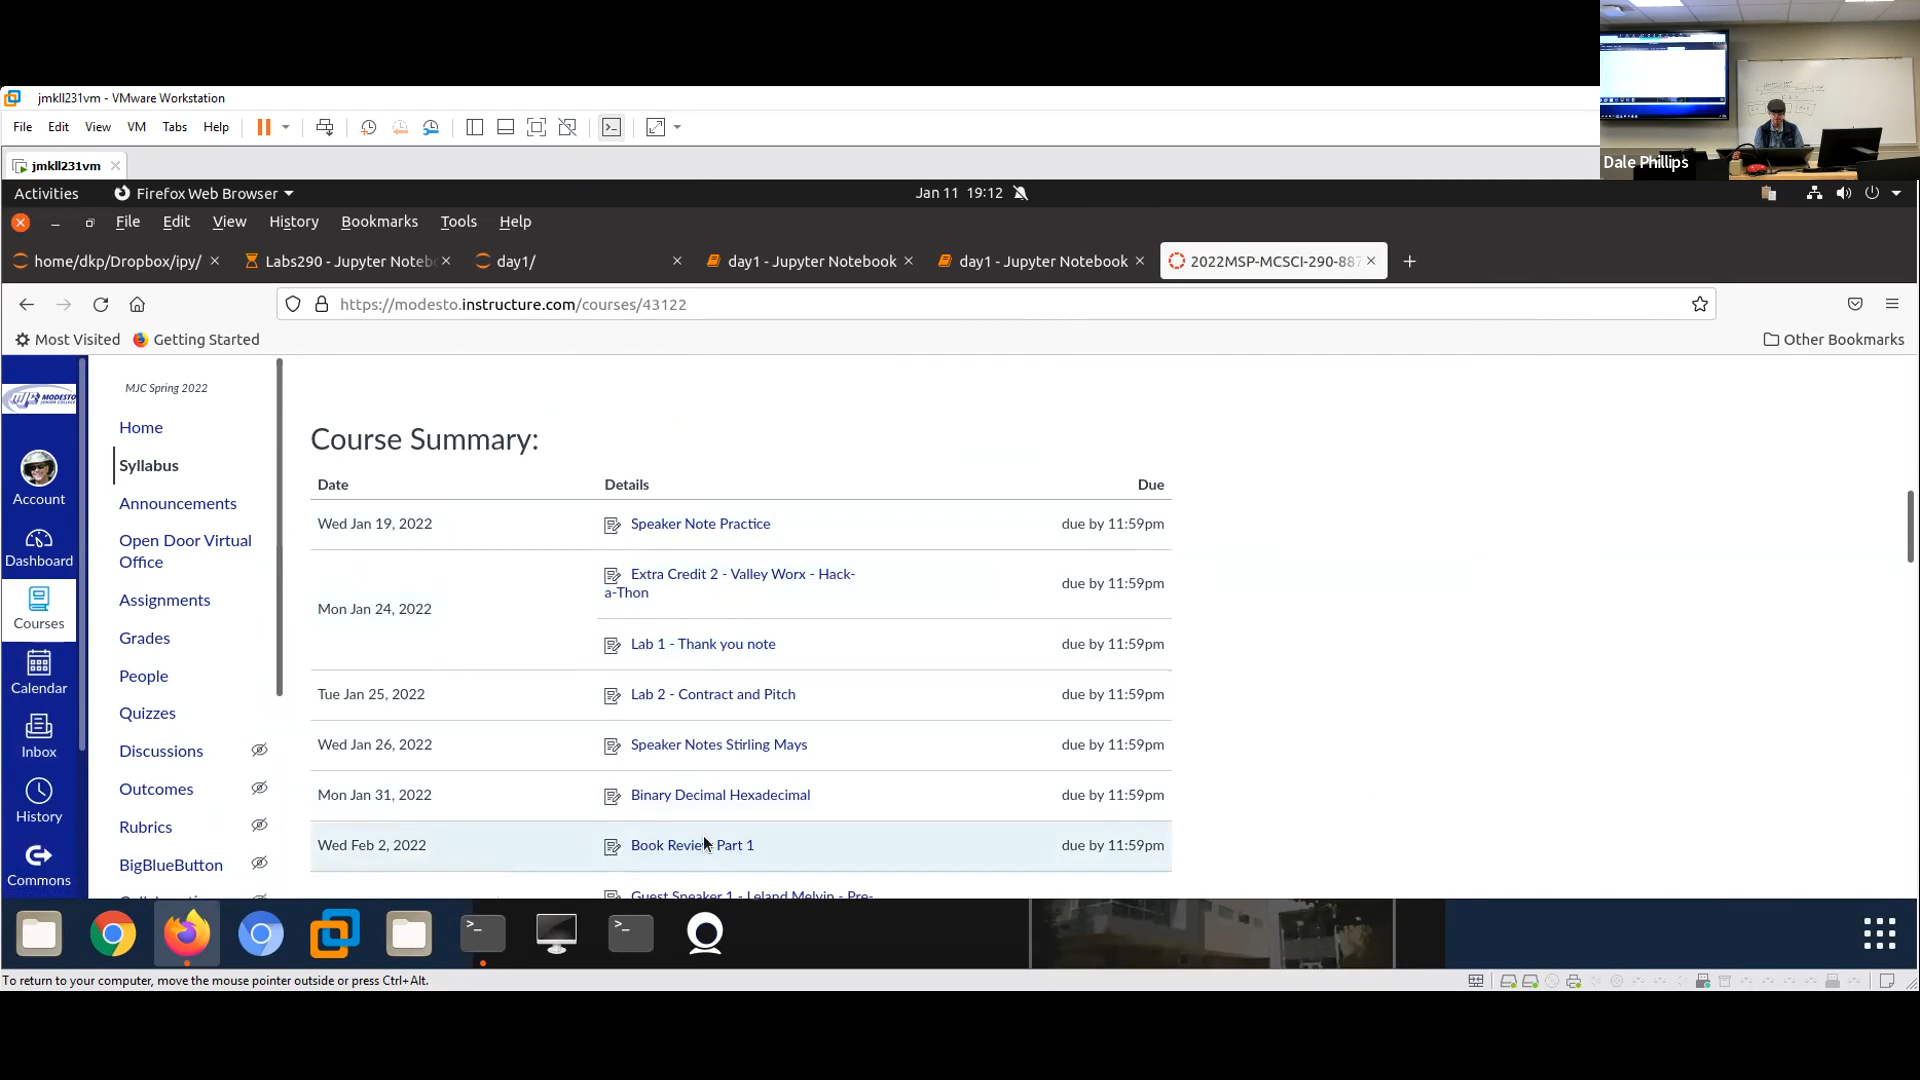 jmkll231vm - VMware Workstation
File Edit View VM Tabs Help
jmkll231vm
Dale Phillips
Activities Firefox Web Browser Jan 11 19:12
File Edit View History Bookmarks Tools Help
home/dkp/Dropbox/ipy/ Labs290 - Jupyter Noteb day1/ day1 - Jupyter Notebook day1 - Jupyter Notebook 2022MSP-MCSCI-290-887
https://modesto.instructure.com/courses/43122
Most Visited Getting Started Other Bookmarks
MJC MODESTO
Account
Dashboard
Courses
Calendar
Inbox
History
Commons
MJC Spring 2022
Home
Syllabus
Announcements
Open Door Virtual
Office
Assignments
Grades
People
Quizzes
Discussions
Outcomes
Rubrics
BigBlueButton
Course Summary:
Date Details Due
Wed Jan 19, 2022 Speaker Note Practice due by 11:59pm
Mon Jan 24, 2022 Extra Credit 2 - Valley Worx - Hack-
a-Thon due by 11:59pm
Lab 1 - Thank you note due by 11:59pm
Tue Jan 25, 2022 Lab 2 - Contract and Pitch due by 11:59pm
Wed Jan 26, 2022 Speaker Notes Stirling Mays due by 11:59pm
Mon Jan 31, 2022 Binary Decimal Hexadecimal due by 11:59pm
Wed Feb 2, 2022 Book Review Part 1 due by 11:59pm
Guest Speaker 1 - Leland Melvin - Pre-
To return to your computer, move the mouse pointer outside or press Ctrl+Alt.